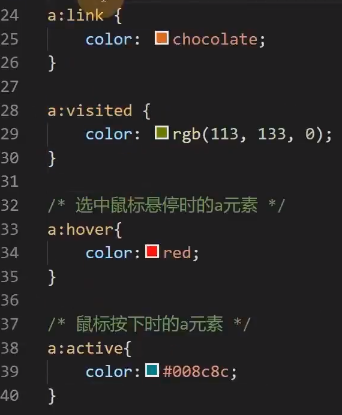 24 a:link {
25     color: chocolate;
26 }
27
28 a:visited {
29     color: rgb(113, 133, 0);
30 }
31
32 /* 选中鼠标悬停时的a元素 */
33 a:hover{
34     color:red;
35 }
36
37 /* 鼠标按下时的a元素 */
38 a:active{
39     color:#008c8c;
40 }